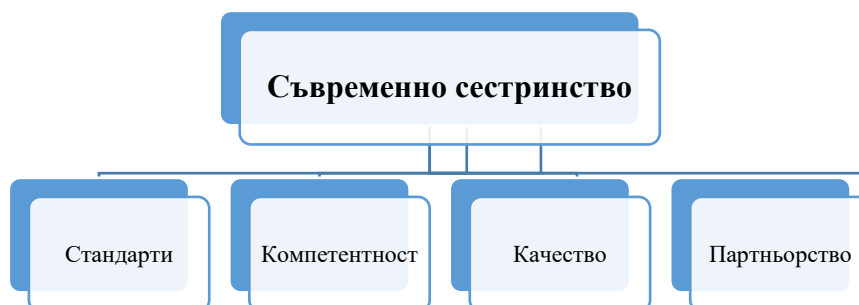 Съвременно сестринство
Стандарти
Компетентност
Качество
Партньорство